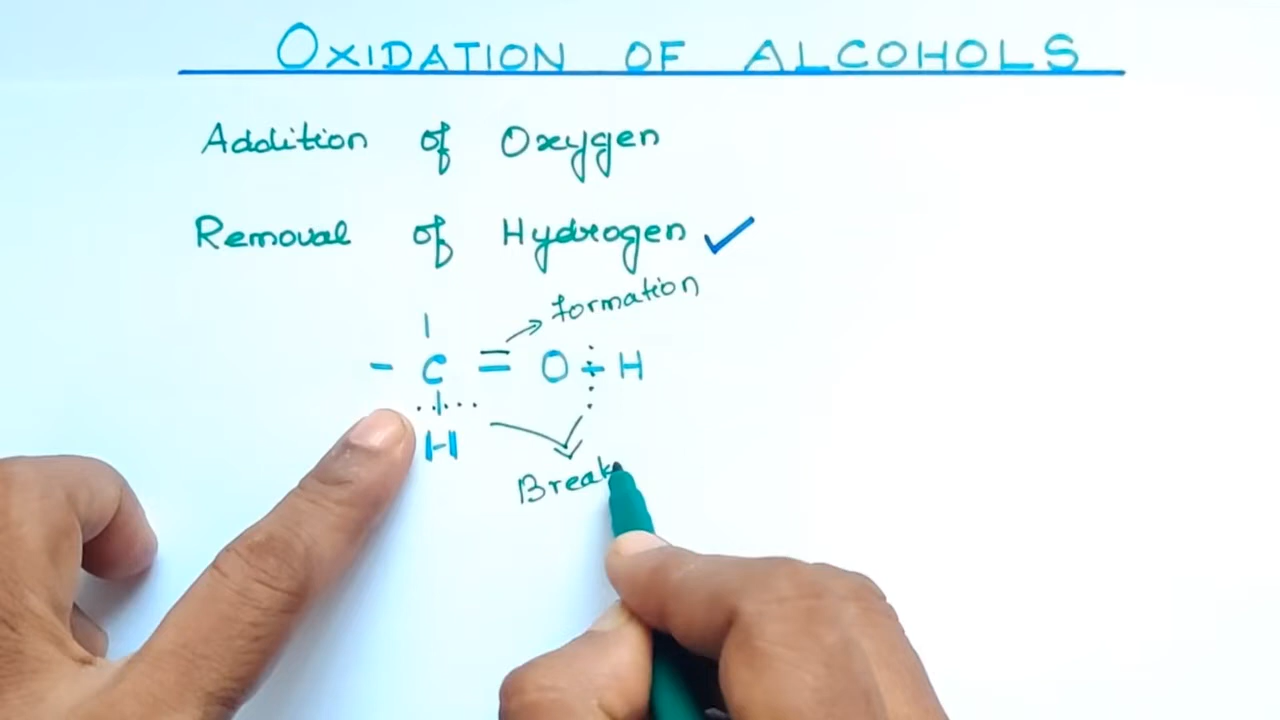 OXIDATION OF ALCOHOLS
Addition of Oxygen
Removal of Hydrogen
formation
- C = O ÷ H
H
Break